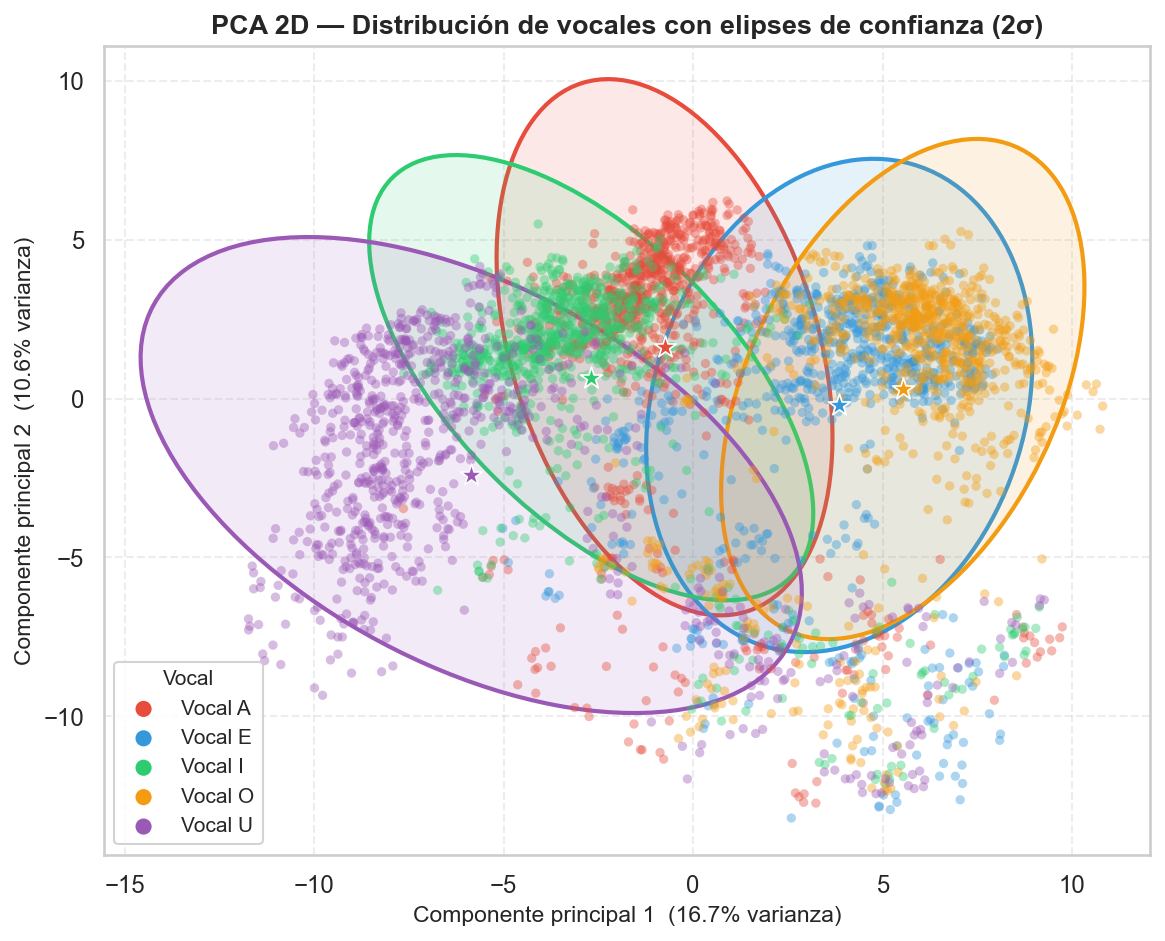 PCA 2D — Distribución de vocales con elipses de confianza (2σ)
Componente principal 2 (10.6% varianza)
10
5
0
−5
−10
−15
−10
−5
0
5
10
Componente principal 1 (16.7% varianza)
Vocal
Vocal A
Vocal E
Vocal I
Vocal O
Vocal U